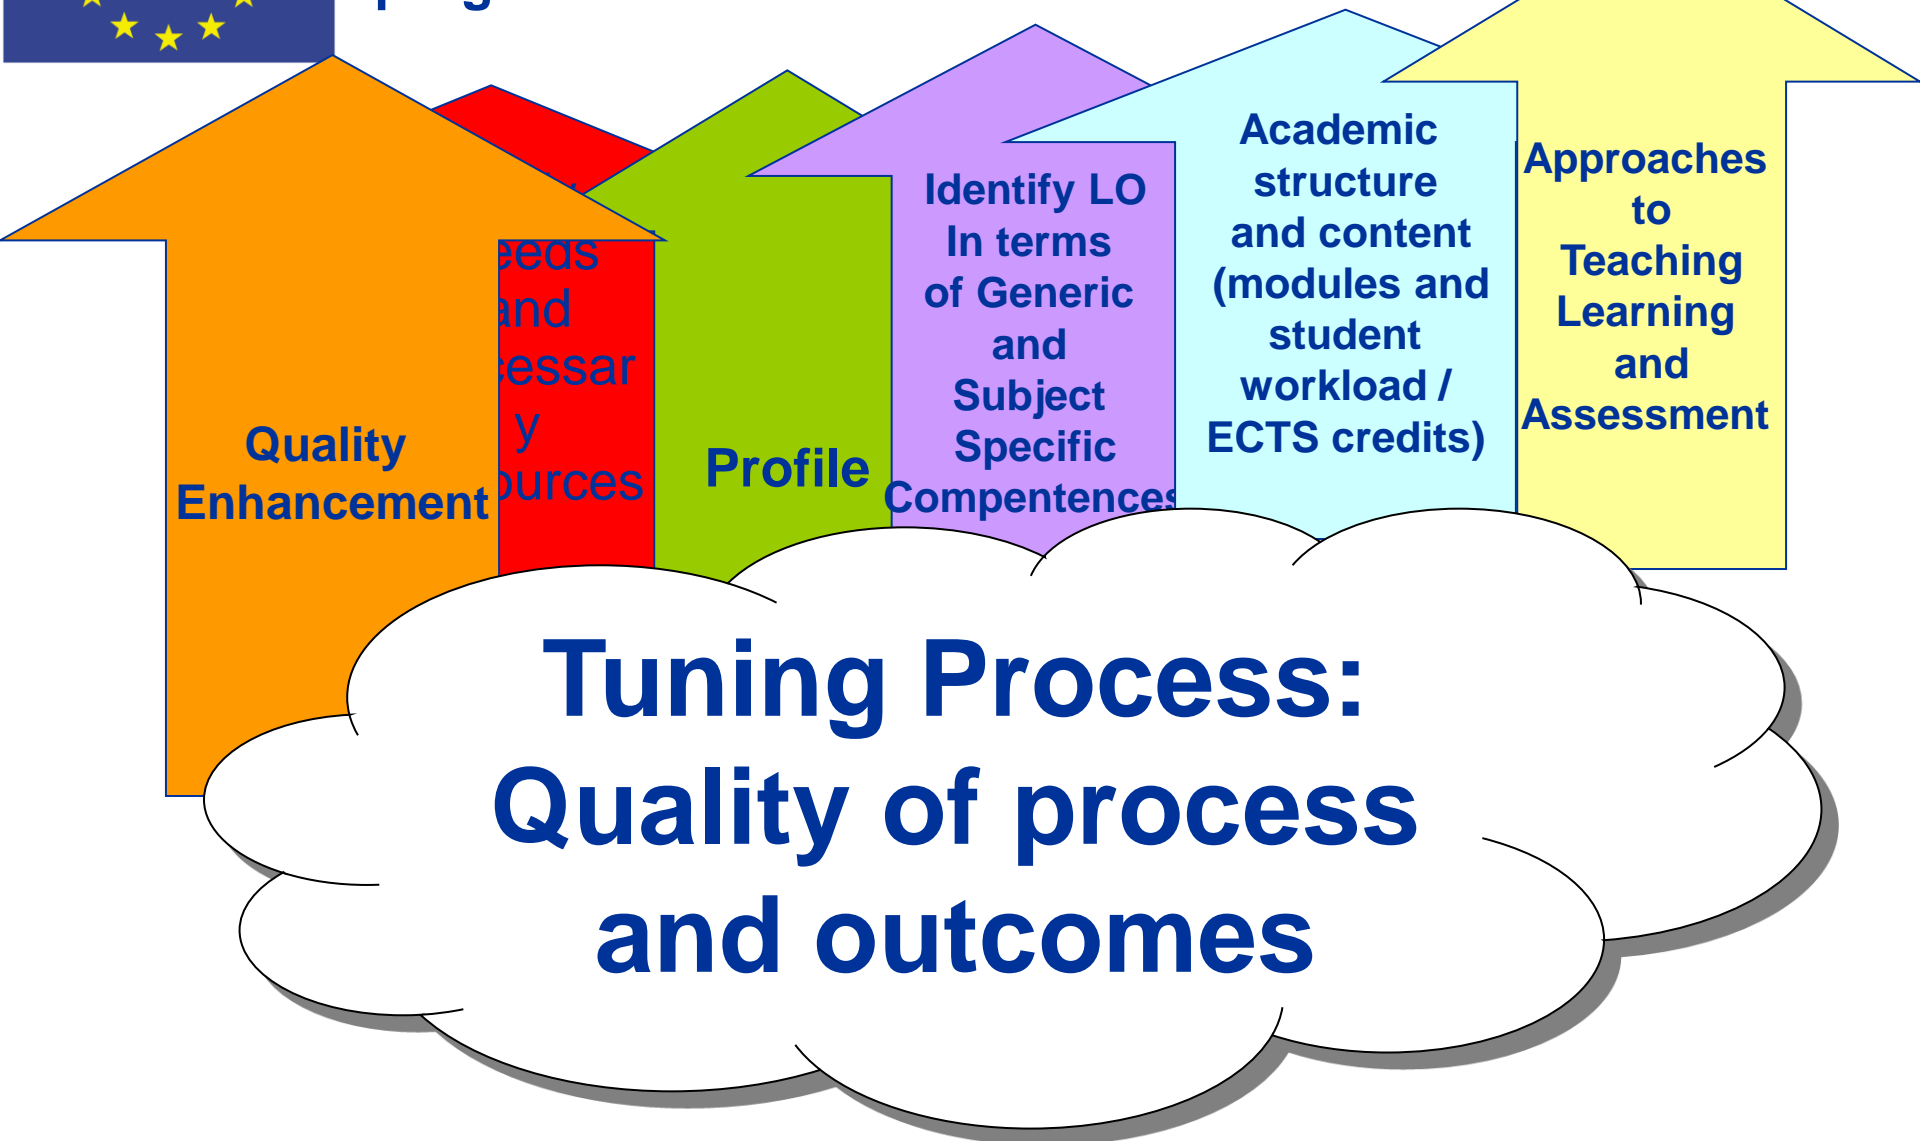 Quality
Enhancement
and
y
Profile
Identify LO
In terms
of Generic
and
Subject
Specific
Compentences
Academic
structure
and content
(modules and
student
workload /
ECTS credits)
Approaches
to
Teaching
Learning
and
Assessment
Tuning Process:
Quality of process
and outcomes